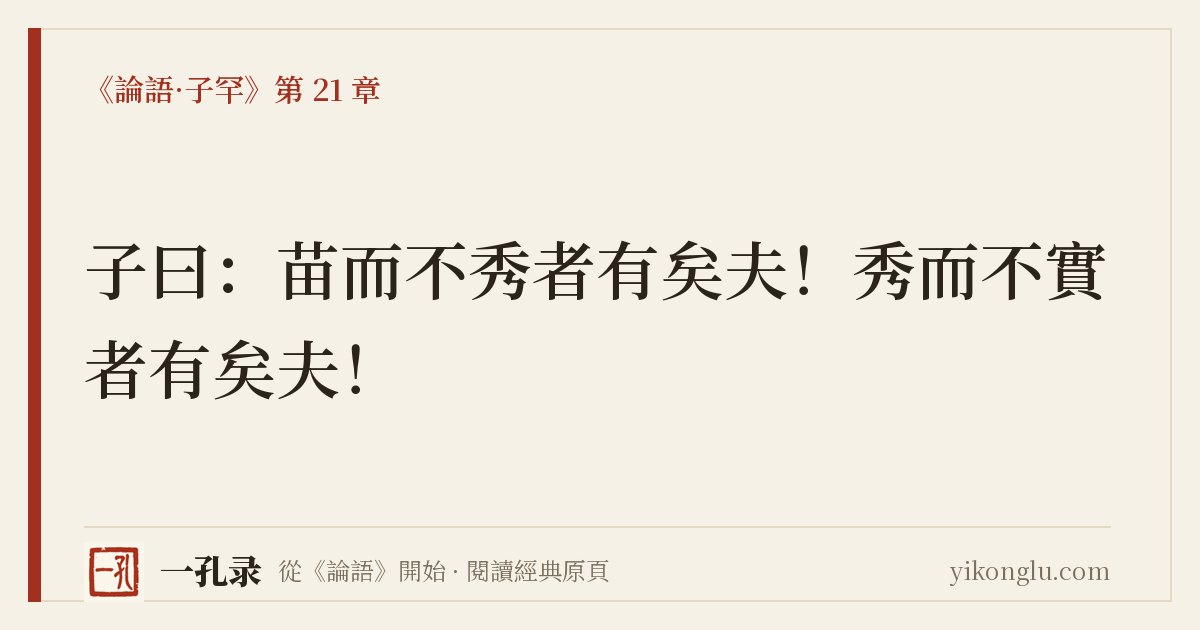 《論語·子罕》第 21 章
子曰：苗而不秀者有矣夫！秀而不實
者有矣夫！
一孔
一孔录 從《論語》開始 · 閱讀經典原頁
yikonglu.com